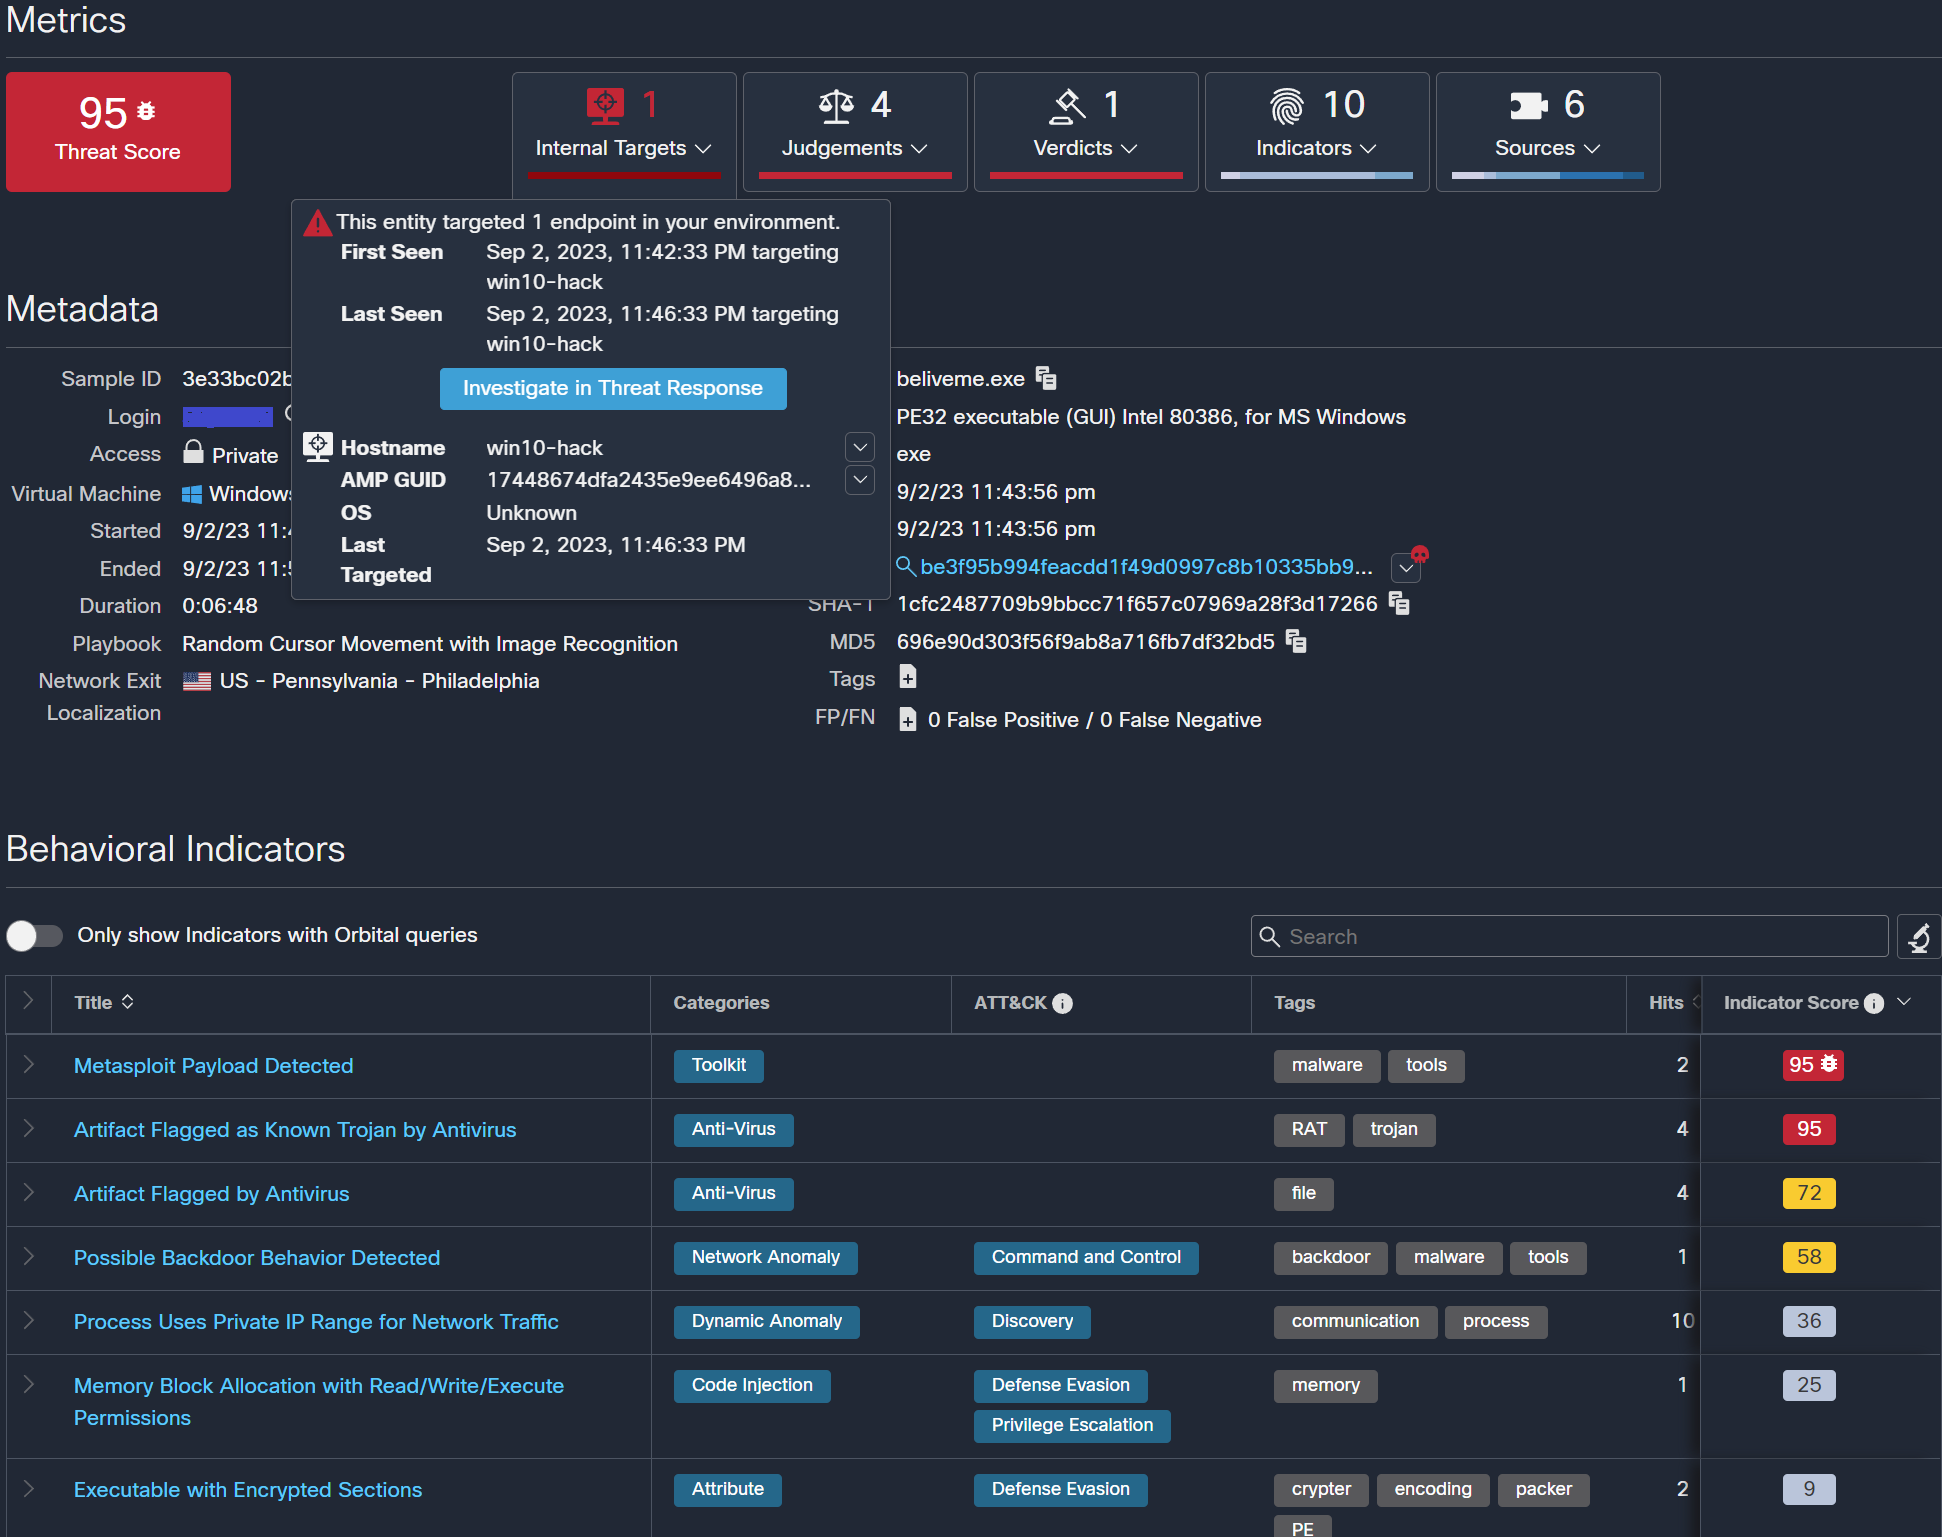 Metrics
95
Threat Score
1
Internal Targets
4
Judgements
1
Verdicts
10
Indicators
6
Sources
This entity targeted 1 endpoint in your environment.
First Seen Sep 2, 2023, 11:42:33 PM targeting
win10-hack
Last Seen Sep 2, 2023, 11:46:33 PM targeting
win10-hack
Investigate in Threat Response
Hostname win10-hack
AMP GUID 17448674dfa2435e9ee6496a8...
OS Unknown
Last Sep 2, 2023, 11:46:33 PM
Targeted
Metadata
Sample ID 3e33bc02b
Login
Access Private
Virtual Machine Windows
Started 9/2/23 11:4
Ended 9/2/23 11:5
Duration 0:06:48
Playbook Random Cursor Movement with Image Recognition
Network Exit US - Pennsylvania - Philadelphia
Localization
beliveme.exe
PE32 executable (GUI) Intel 80386, for MS Windows
exe
9/2/23 11:43:56 pm
9/2/23 11:43:56 pm
be3f95b994feacdd1f49d0997c8b10335bb9...
SHA-1 1cfc2487709b9bbcc71f657c07969a28f3d17266
MD5 696e90d303f56f9ab8a716fb7df32bd5
Tags
FP/FN 0 False Positive / 0 False Negative
Behavioral Indicators
Only show Indicators with Orbital queries
Search
Title Categories ATT&CK Tags Hits Indicator Score
Metasploit Payload Detected Toolkit malware tools 2 95
Artifact Flagged as Known Trojan by Antivirus Anti-Virus RAT trojan 4 95
Artifact Flagged by Antivirus Anti-Virus file 4 72
Possible Backdoor Behavior Detected Network Anomaly Command and Control backdoor malware tools 1 58
Process Uses Private IP Range for Network Traffic Dynamic Anomaly Discovery communication process 10 36
Memory Block Allocation with Read/Write/Execute Code Injection Defense Evasion memory 1 25
Permissions Privilege Escalation
Executable with Encrypted Sections Attribute Defense Evasion crypter encoding packer 2 9
PE